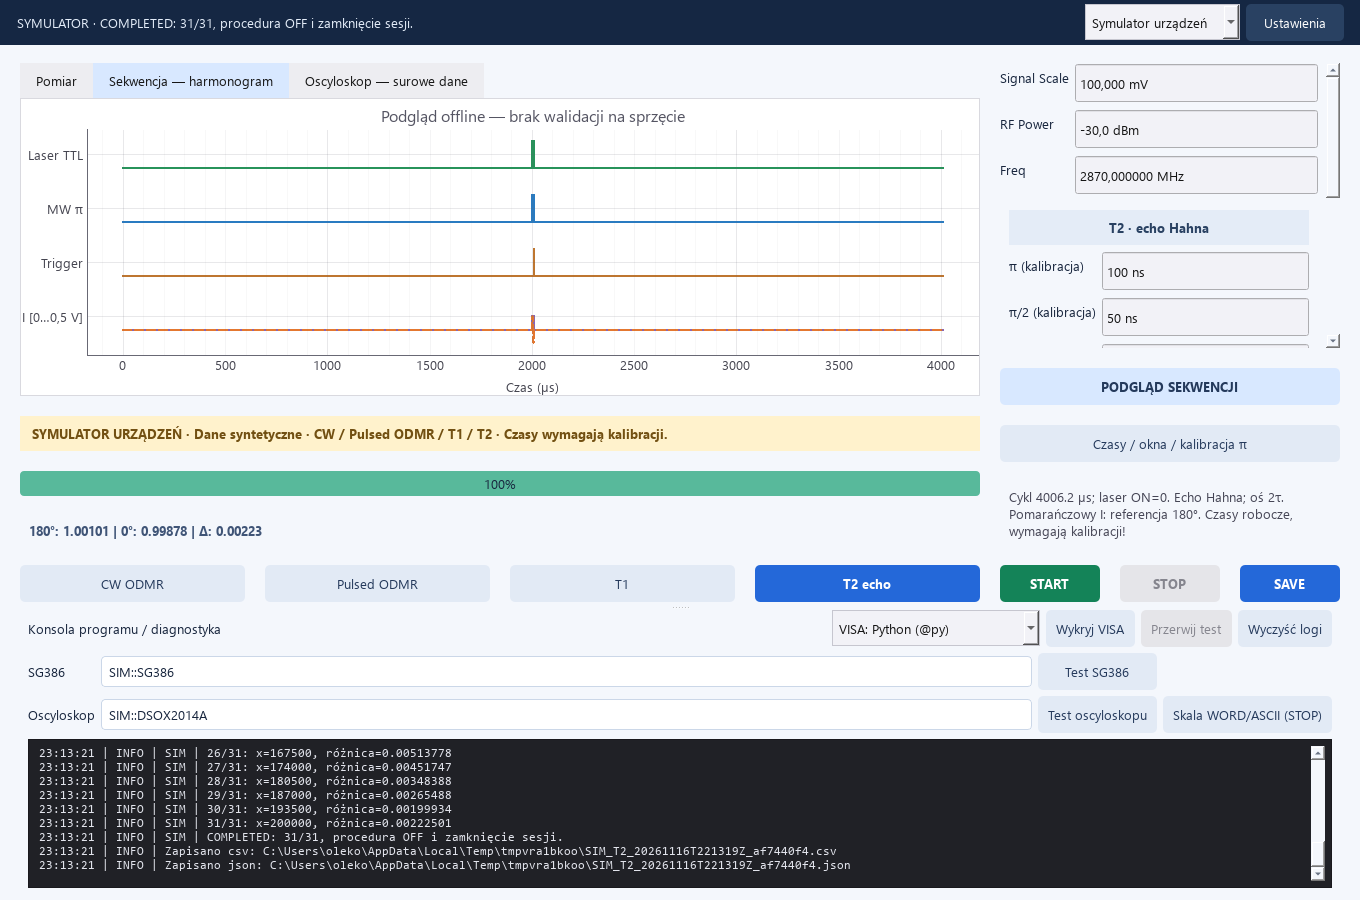 SYMULATOR · COMPLETED: 31/31, procedura OFF i zamknięcie sesji.
Symulator urządzeń
Ustawienia
Pomiar
Sekwencja — harmonogram
Oscyloskop — surowe dane
Podgląd offline — brak walidacji na sprzęcie
Laser TTL
MW π
Trigger
I [0...0,5 V]
0 500 1000 1500 2000 2500 3000 3500 4000
Czas (µs)
Signal Scale 100,000 mV
RF Power -30,0 dBm
Freq 2870,000000 MHz
T2 · echo Hahna
π (kalibracja) 100 ns
π/2 (kalibracja) 50 ns
PODGLĄD SEKWENCJI
Czasy / okna / kalibracja π
Cykl 4006.2 µs; laser ON=0. Echo Hahna; oś 2τ.
Pomarańczowy I: referencja 180°. Czasy robocze,
wymagają kalibracji!
SYMULATOR URZĄDZEŃ · Dane syntetyczne · CW / Pulsed ODMR / T1 / T2 · Czasy wymagają kalibracji.
100%
180°: 1.00101 | 0°: 0.99878 | Δ: 0.00223
CW ODMR
Pulsed ODMR
T1
T2 echo
START
STOP
SAVE
Konsola programu / diagnostyka
VISA: Python (@py)
Wykryj VISA
Przerwij test
Wyczyść logi
SG386 SIM::SG386 Test SG386
Oscyloskop SIM::DSOX2014A Test oscyloskopu Skala WORD/ASCII (STOP)
23:13:21 | INFO | SIM | 26/31: x=167500, różnica=0.00513778
23:13:21 | INFO | SIM | 27/31: x=174000, różnica=0.00451747
23:13:21 | INFO | SIM | 28/31: x=180500, różnica=0.00348388
23:13:21 | INFO | SIM | 29/31: x=187000, różnica=0.00265488
23:13:21 | INFO | SIM | 30/31: x=193500, różnica=0.00199934
23:13:21 | INFO | SIM | 31/31: x=200000, różnica=0.00222501
23:13:21 | INFO | SIM | COMPLETED: 31/31, procedura OFF i zamknięcie sesji.
23:13:21 | INFO | Zapisano csv: C:\Users\oleko\AppData\Local\Temp\tmpvra1bkoo\SIM_T2_20261116T221319Z_af7440f4.csv
23:13:21 | INFO | Zapisano json: C:\Users\oleko\AppData\Local\Temp\tmpvra1bkoo\SIM_T2_20261116T221319Z_af7440f4.json